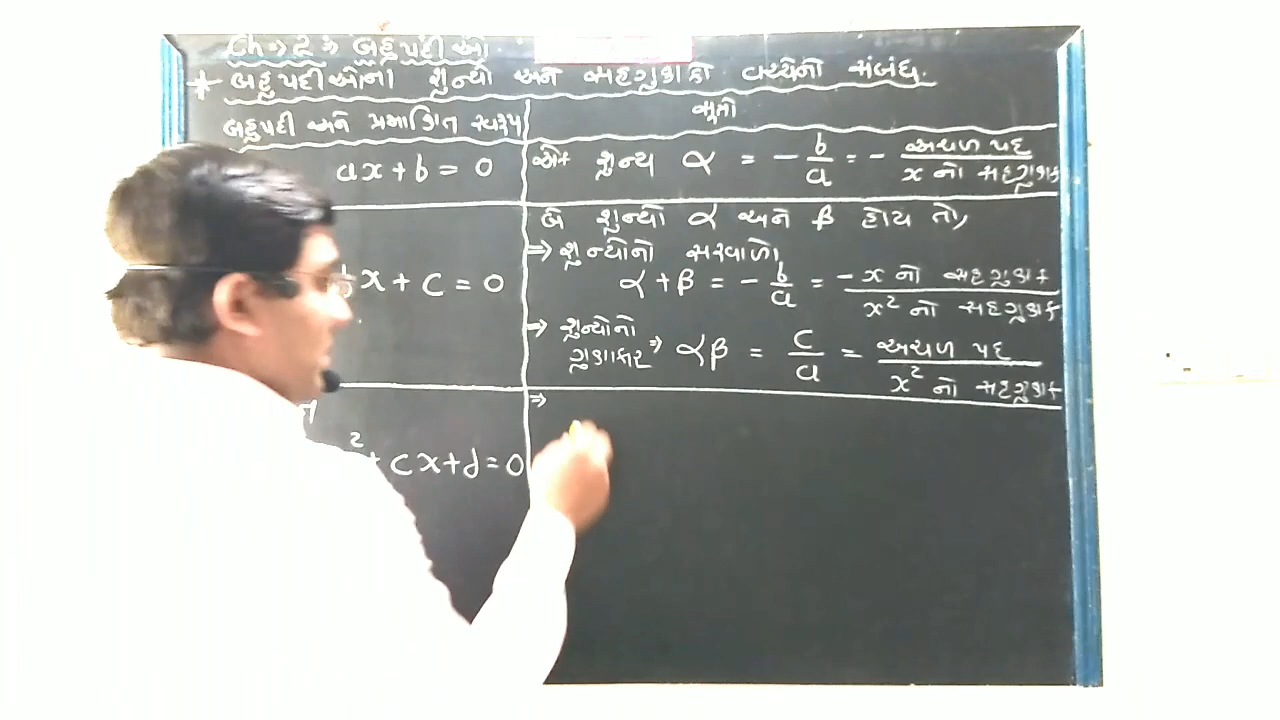 Ch → 2 : બહુપદીઓ
* બહુપદીઓના શૂન્યો અને સહગુણકો વચ્ચેનો સંબંધ.
બહુપદી અને પ્રમાણિત સ્વરૂપ
સૂત્રો
ax + b = 0
એક શૂન્ય α = - b/a = - અચળ પદ / x નો સહગુણક
બે શૂન્યો α અને β હોય તો,
⇒ શૂન્યોનો સરવાળો
x + c = 0
α + β = - b/a = - x નો સહગુણક / x² નો સહગુણક
⇒ શૂન્યોનો
ગુણાકાર ⇒ αβ = c/a = અચળ પદ / x² નો સહગુણક
⇒
² + cx + d = 0